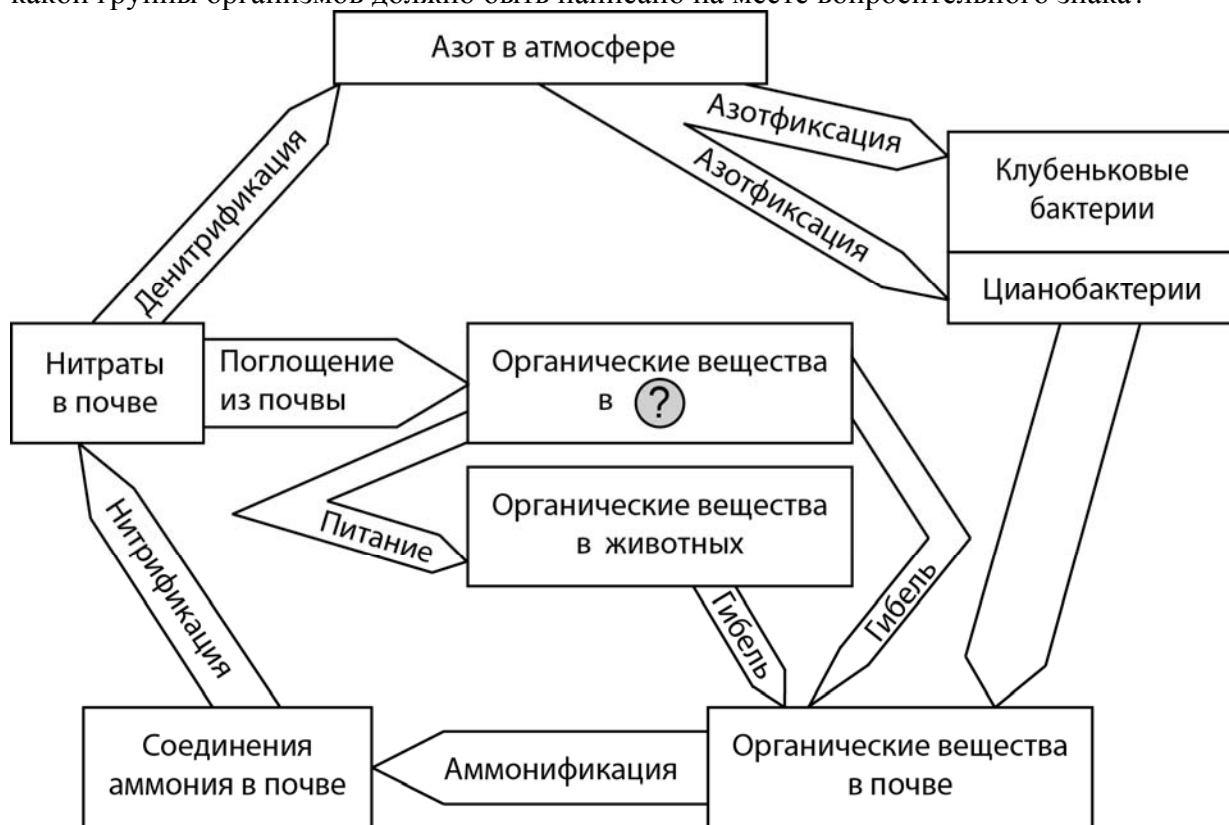 какой группы организмов должно быть написано на месте вопросительного знака?
Азот в атмосфере
Азотфиксация
Азотфиксация
Клубеньковые
бактерии
Цианобактерии
Денитрификация
Нитраты
в почве
Поглощение
из почвы
Органические вещества
в ?
Питание
Органические вещества
в животных
Гибель
Гибель
Нитрификация
Соединения
аммония в почве
Аммонификация
Органические вещества
в почве